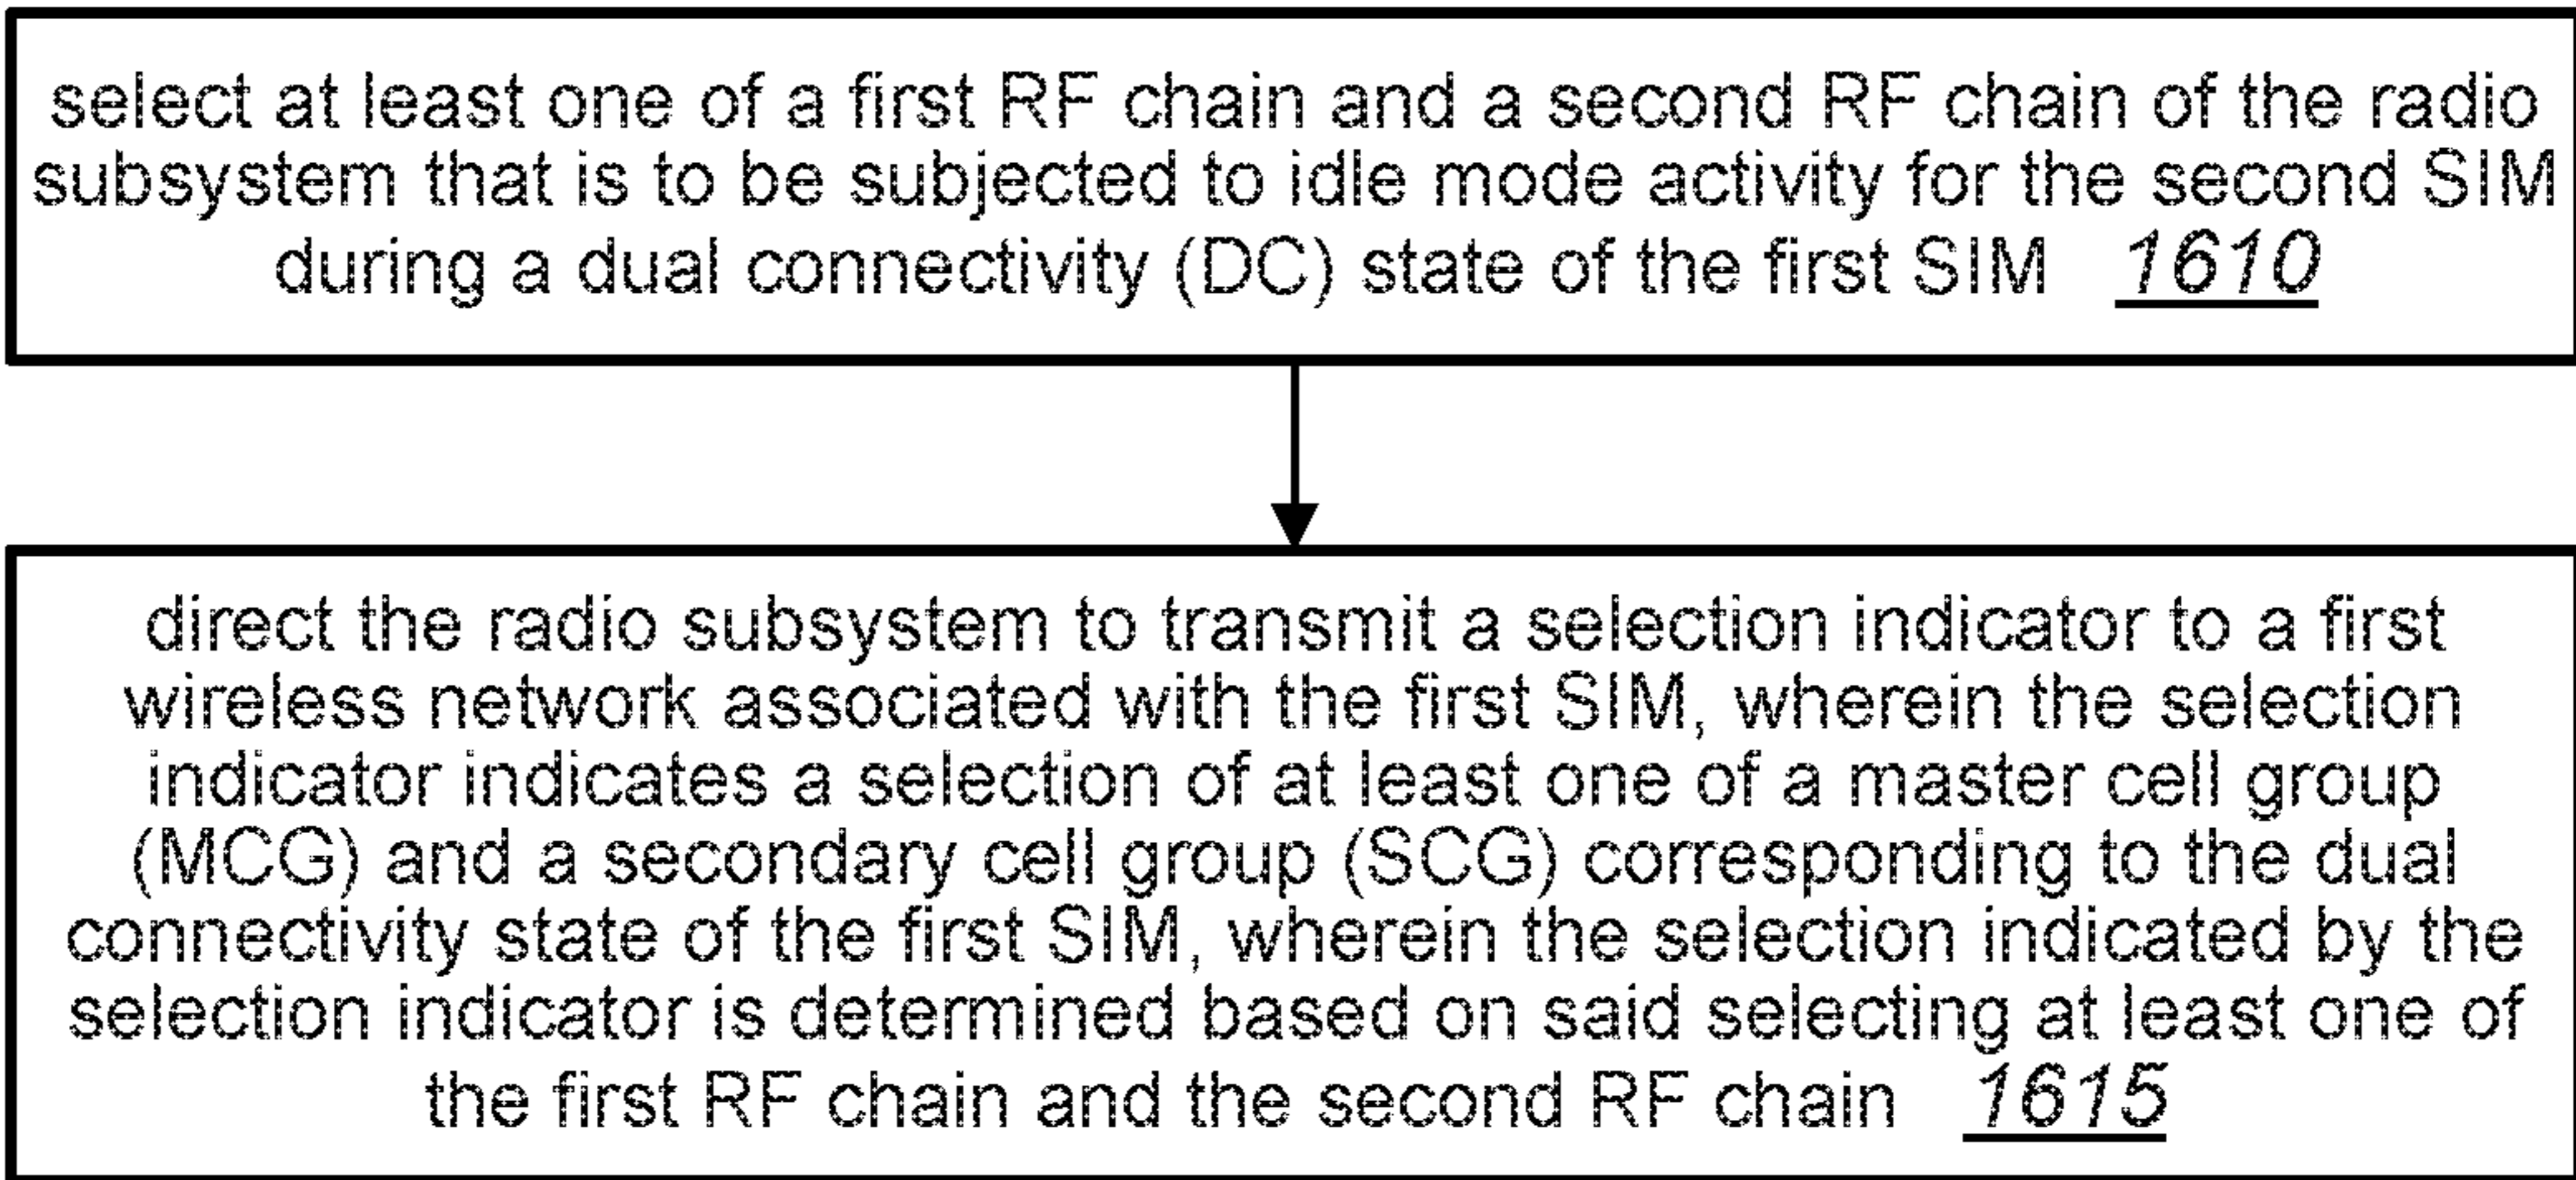 select at least one of a first RF chain and a second RF chain of the radio
subsystem that is to be subjected to idle mode activity for the second SIM
during a dual connectivity (DC) state of the first SIM 1610
direct the radio subsystem to transmit a selection indicator to a first
wireless network associated with the first SIM, wherein the selection
indicator indicates a selection of at least one of a master cell group
(MCG) and a secondary cell group (SCG) corresponding to the dual
connectivity state of the first SIM, wherein the selection indicated by the
selection indicator is determined based on said selecting at least one of
the first RF chain and the second RF chain 1615